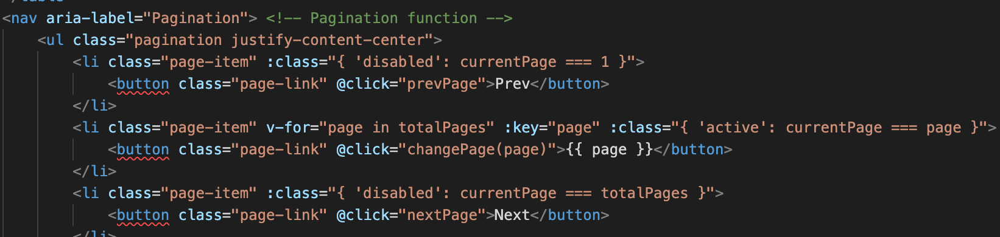 </table>
<nav aria-label="Pagination"> <!-- Pagination function -->
<ul class="pagination justify-content-center">
<li class="page-item" :class="{ 'disabled': currentPage === 1 }">
<button class="page-link" @click="prevPage">Prev</button>
</li>
<li class="page-item" v-for="page in totalPages" :key="page" :class="{ 'active': currentPage === page }">
<button class="page-link" @click="changePage(page)">{{ page }}</button>
</li>
<li class="page-item" :class="{ 'disabled': currentPage === totalPages }">
<button class="page-link" @click="nextPage">Next</button>
</li>